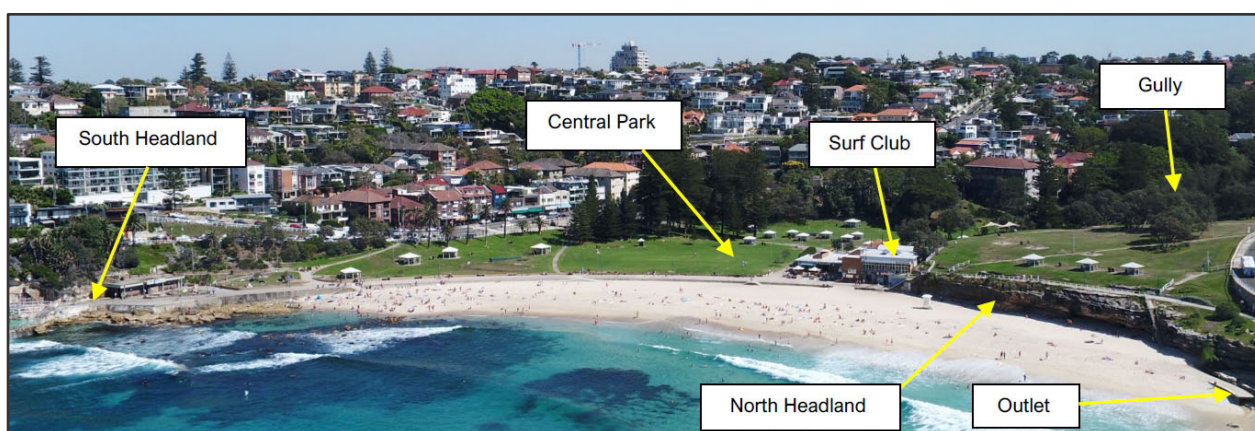 Gully
Central Park
South Headland
Surf Club
North Headland
Outlet